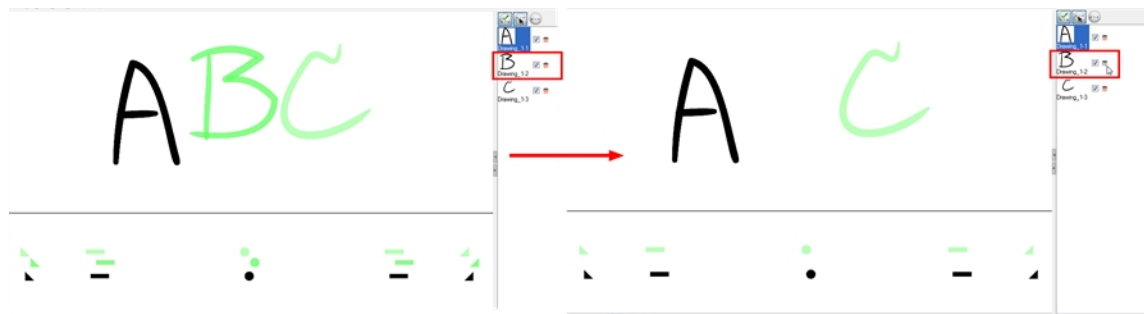 A B C
A
Drawing_1-1
B
Drawing_1-2
C
Drawing_1-3
A C
A
Drawing_1-1
B
Drawing_1-2
C
Drawing_1-3